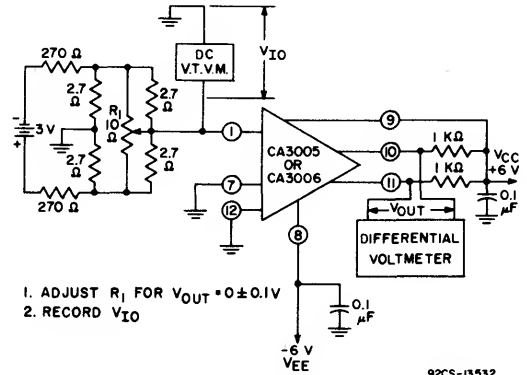 270 Ω
2.7
Ω
2.7
Ω
R1
10
Ω
3 V
2.7
Ω
2.7
Ω
270 Ω
DC
V.T.V.M.
VIO
1
7
12
CA3005
OR
CA3006
9
10
11
8
1 KΩ
1 KΩ
VCC
+6 V
VOUT
0.1
μF
DIFFERENTIAL
VOLTMETER
0.1
μF
-6 V
VEE
1. ADJUST R1 FOR VOUT = 0 ± 0.1 V
2. RECORD VIO
92CS-13532